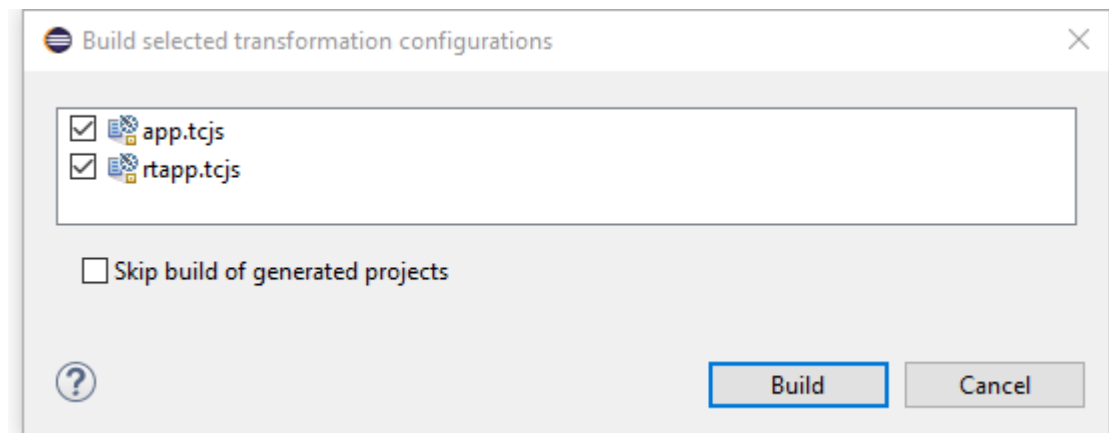 Build selected transformation configurations
app.tcjs
rtapp.tcjs
Skip build of generated projects
?
Build Cancel